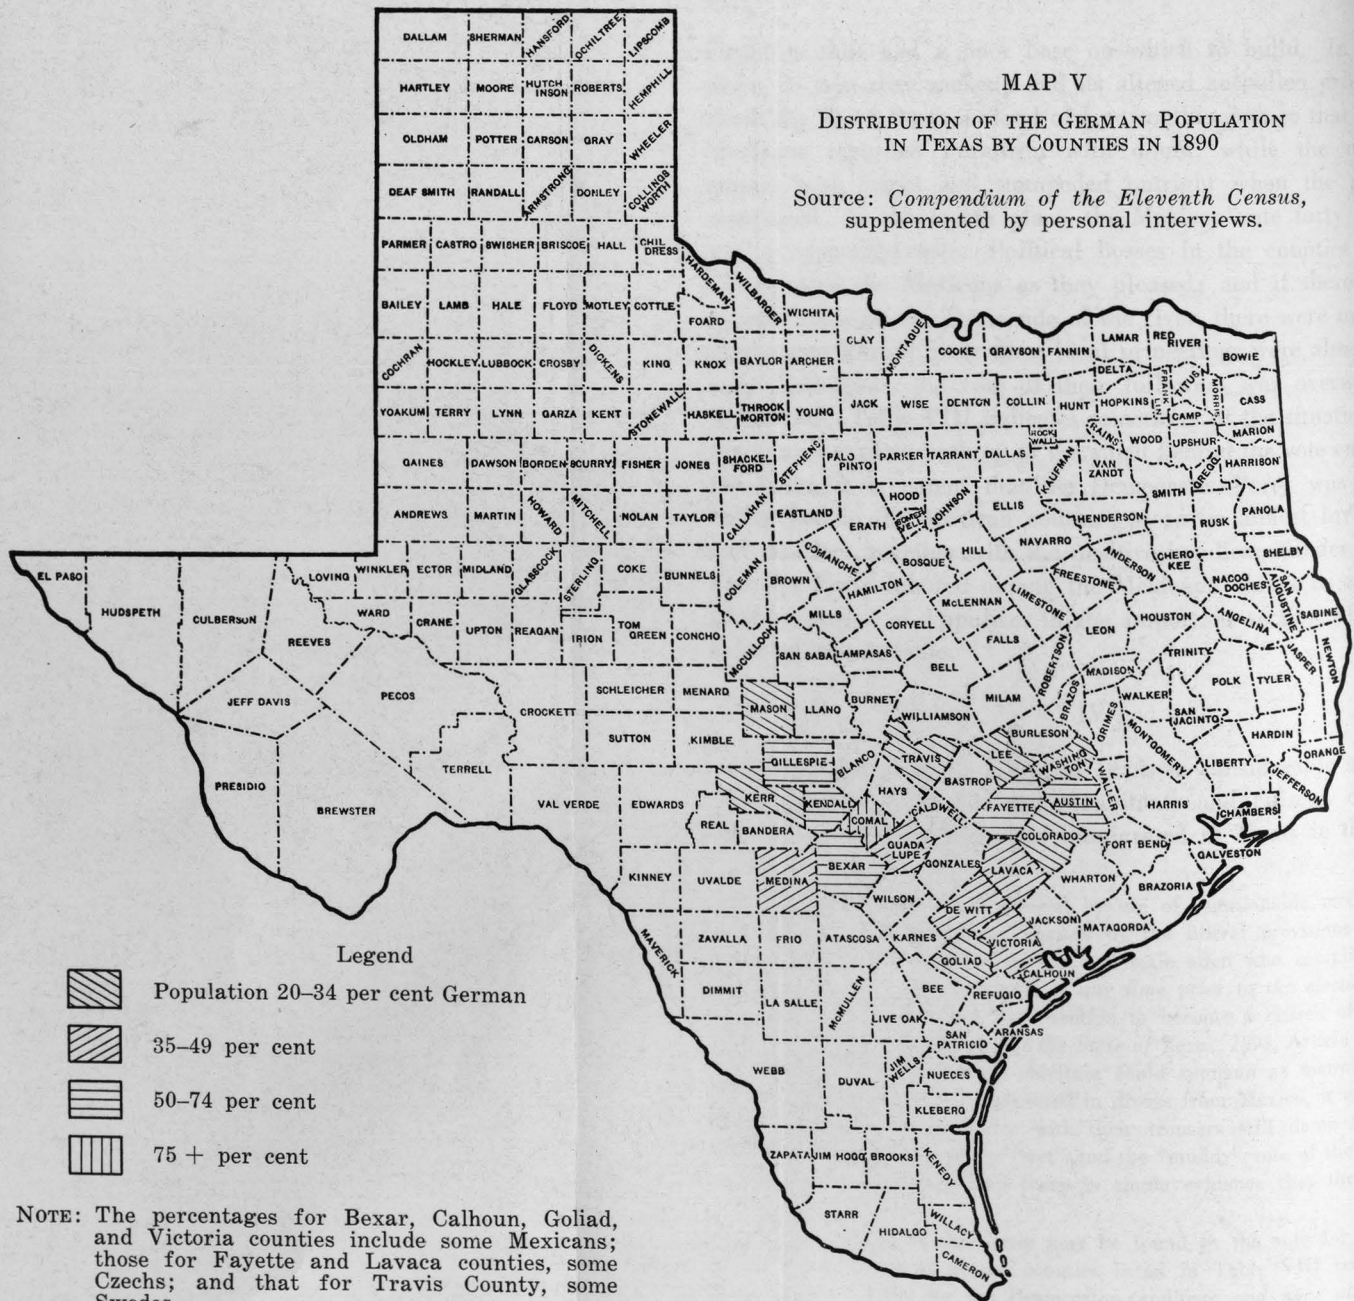 MAP V
DISTRIBUTION OF THE GERMAN POPULATION
IN TEXAS BY COUNTIES IN 1890
Source: Compendium of the Eleventh Census,
supplemented by personal interviews.
DALLAM SHERMAN HANSFORD OCHILTREE LIPSCOMB
HARTLEY MOORE HUTCHINSON ROBERTS HEMPHILL
OLDHAM POTTER CARSON GRAY WHEELER
DEAF SMITH RANDALL ARMSTRONG DONLEY COLLINGSWORTH
PARMER CASTRO SWISHER BRISCOE HALL CHILDRESS
HARDEMAN WILBARGER
BAILEY LAMB HALE FLOYD MOTLEY COTTLE FOARD WICHITA
CLAY MONTAGUE COOKE GRAYSON FANNIN LAMAR RED RIVER BOWIE
COCHRAN HOCKLEY LUBBOCK CROSBY DICKENS KING KNOX BAYLOR ARCHER
DELTA FRANKLIN TITUS MORRIS CASS
YOAKUM TERRY LYNN GARZA KENT STONEWALL HASKELL THROCKMORTON YOUNG JACK WISE DENTON COLLIN HUNT HOPKINS CAMP
ROCKWALL RAINS WOOD UPSHUR MARION
GAINES DAWSON BORDEN SCURRY FISHER JONES SHACKELFORD STEPHENS PALO PINTO PARKER TARRANT DALLAS KAUFMAN VAN ZANDT SMITH GREGG HARRISON
ANDREWS MARTIN HOWARD MITCHELL NOLAN TAYLOR CALLAHAN EASTLAND ERATH HOOD SOMERVELL JOHNSON ELLIS HENDERSON RUSK PANOLA
EL PASO HUDSPETH CULBERSON REEVES LOVING WINKLER ECTOR MIDLAND GLASSCOCK STERLING COKE BUNNELS COLEMAN BROWN COMANCHE HAMILTON BOSQUE HILL NAVARRO FREESTONE ANDERSON CHEROKEE NACOGDOCHES SHELBY SAN AUGUSTINE SABINE
WARD CRANE UPTON REAGAN IRION TOM GREEN CONCHO McCULLOCH MILLS SAN SABA LAMPASAS CORYELL McLENNAN LIMESTONE FALLS LEON HOUSTON ANGELINA TRINITY JASPER NEWTON
JEFF DAVIS PECOS CROCKETT SCHLEICHER MENARD MASON LLANO BURNET BELL MILAM ROBERTSON BRAZOS MADISON WALKER POLK TYLER
SUTTON KIMBLE WILLIAMSON BURLESON GRIMES MONTGOMERY SAN JACINTO HARDIN ORANGE
PRESIDIO BREWSTER TERRELL VAL VERDE EDWARDS GILLESPIE BLANCO TRAVIS LEE WASHINGTON WALLER LIBERTY JEFFERSON
KERR KENDALL HAYS BASTROP CALDWELL FAYETTE AUSTIN HARRIS CHAMBERS
REAL BANDERA COMAL GUADALUPE COLORADO FORT BEND GALVESTON
KINNEY UVALDE MEDINA BEXAR GONZALES LAVACA WHARTON BRAZORIA
WILSON DE WITT JACKSON MATAGORDA
MAVERICK ZAVALLA FRIO ATASCOSA KARNES GOLIAD VICTORIA CALHOUN
DIMMIT LA SALLE McMULLEN LIVE OAK BEE REFUGIO ARANSAS
SAN PATRICIO
WEBB DUVAL JIM WELLS NUECES
KLEBERG
ZAPATA JIM HOGG BROOKS KENEDY
STARR HIDALGO WILLACY
CAMERON
Legend
Population 20–34 per cent German
35–49 per cent
50–74 per cent
75 + per cent
NOTE: The percentages for Bexar, Calhoun, Goliad,
and Victoria counties include some Mexicans;
those for Fayette and Lavaca counties, some
Czechs; and that for Travis County, some